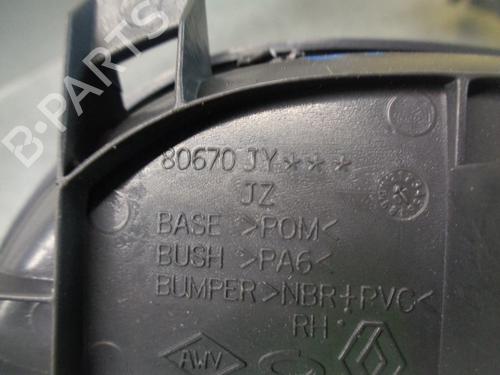 B-PARTS
80670 JY***
JZ
BASE >POM<
BUSH >PA6<
BUMPER >NBR+PVC<
RH
AWV